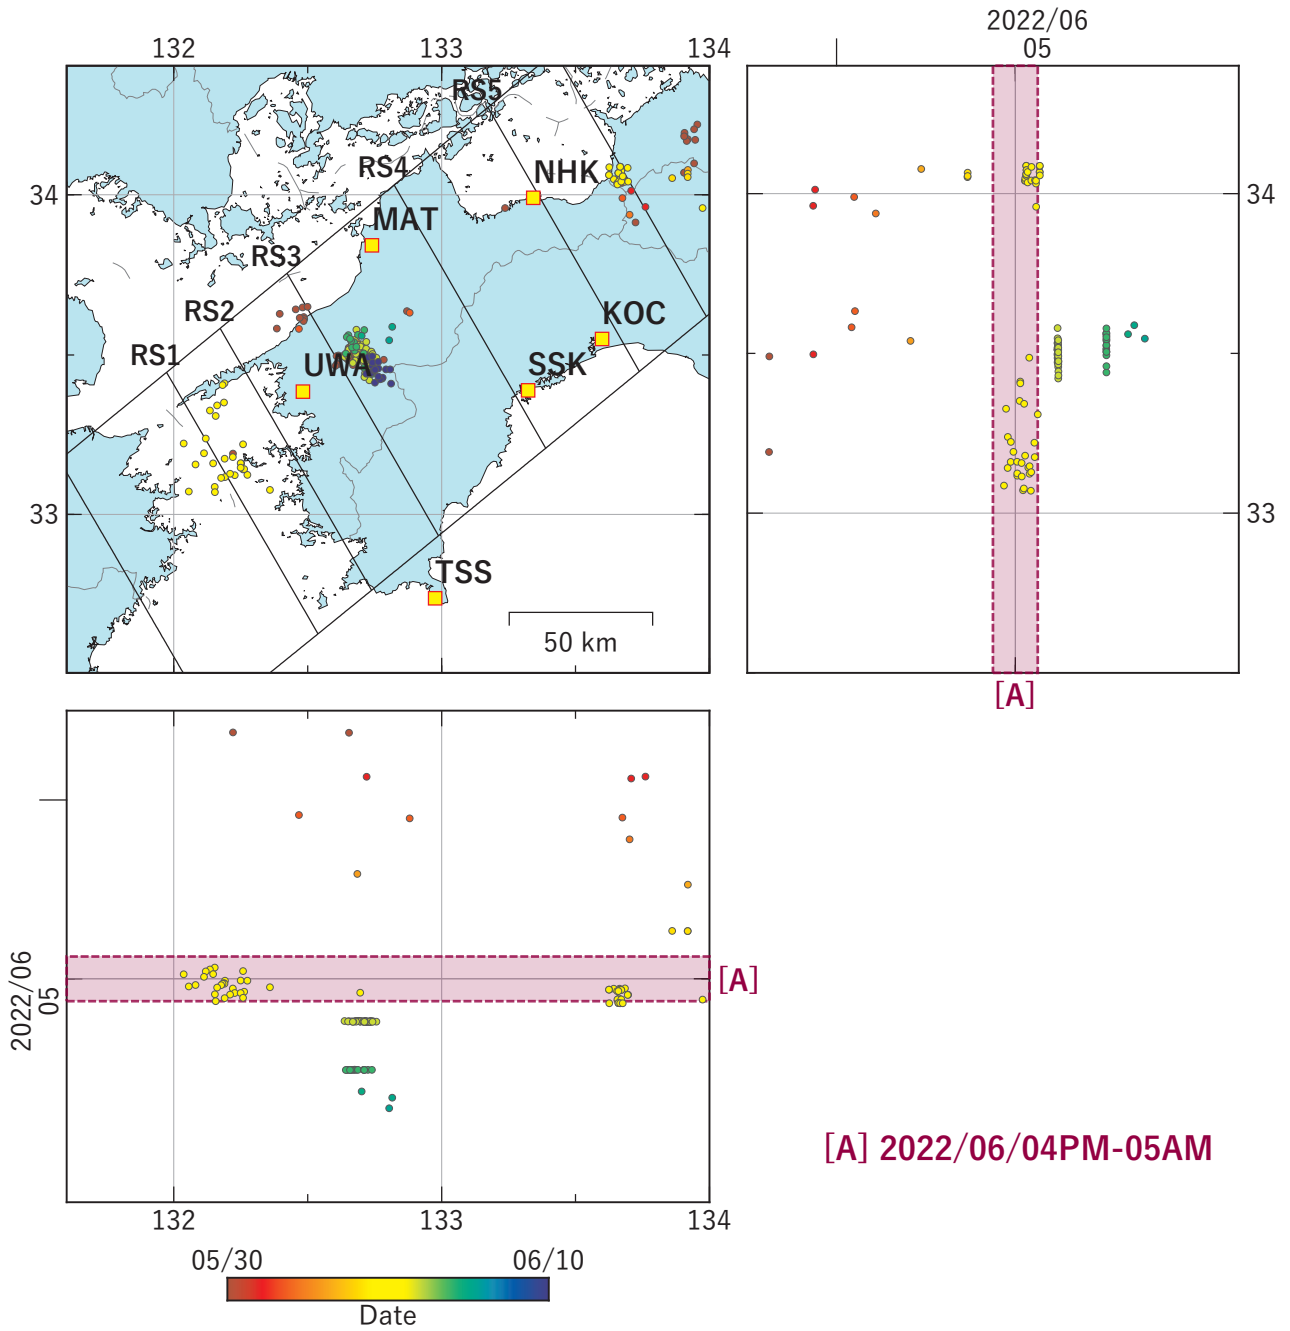 2022/06
132 133 134 05
RS5
RS4 NHK
34 34
MAT
RS3
RS2
KOC
RS1
UWA SSK
33 33
TSS
50 km
[A]
[A]
2022/06
05
[A] 2022/06/04PM-05AM
132 133 134
05/30 06/10
Date